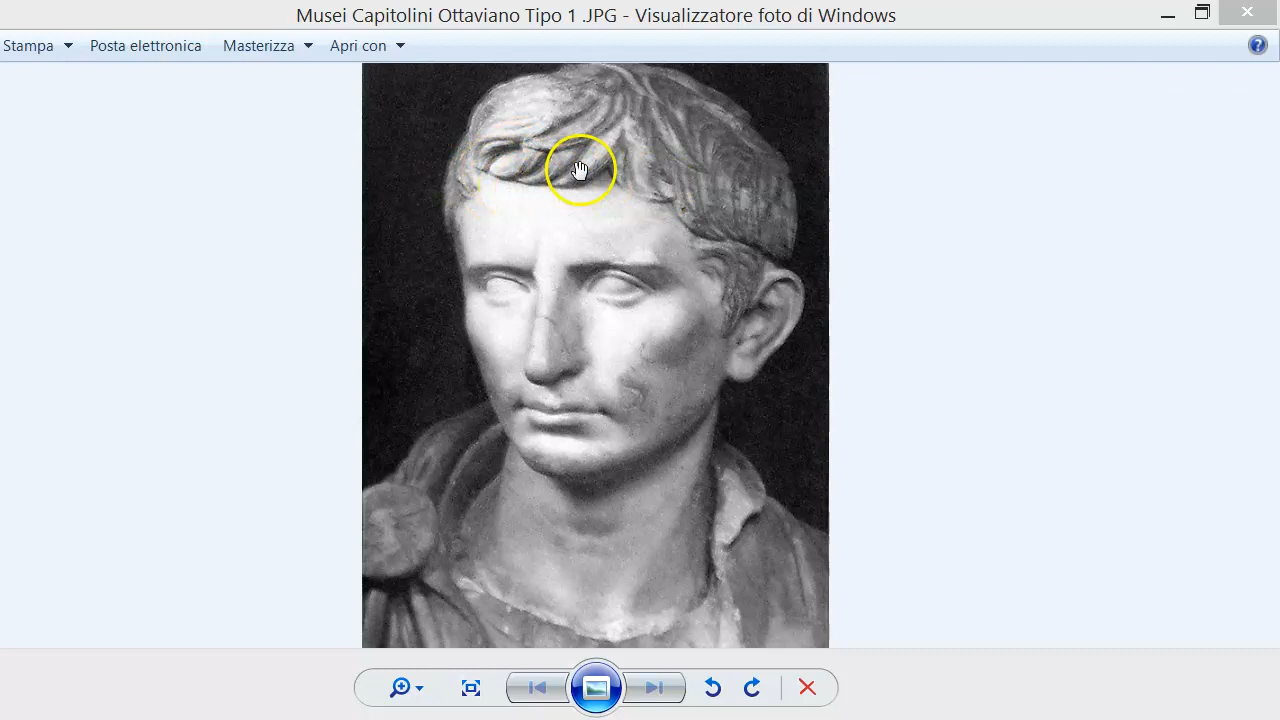 Musei Capitolini Ottaviano Tipo 1 .JPG - Visualizzatore foto di Windows
Stampa Posta elettronica Masterizza Apri con ?